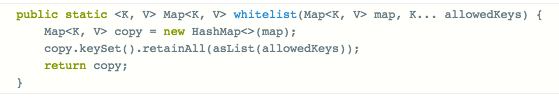 public static <K, V> Map<K, V> whitelist(Map<K, V> map, K... allowedKeys) {
    Map<K, V> copy = new HashMap<>(map);
    copy.keySet().retainAll(asList(allowedKeys));
    return copy;
}